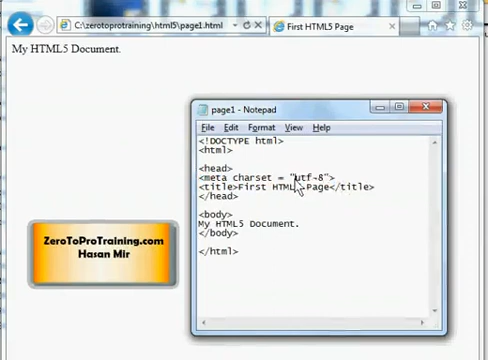 C:\zerotoprotraining\html5\page1.html
First HTML5 Page
My HTML5 Document.
page1 - Notepad
File Edit Format View Help
<!DOCTYPE html>
<html>
<head>
<meta charset = "utf-8">
<title>First HTML5 Page</title>
</head>
<body>
My HTML5 Document.
</body>
</html>
ZeroToProTraining.com
Hasan Mir